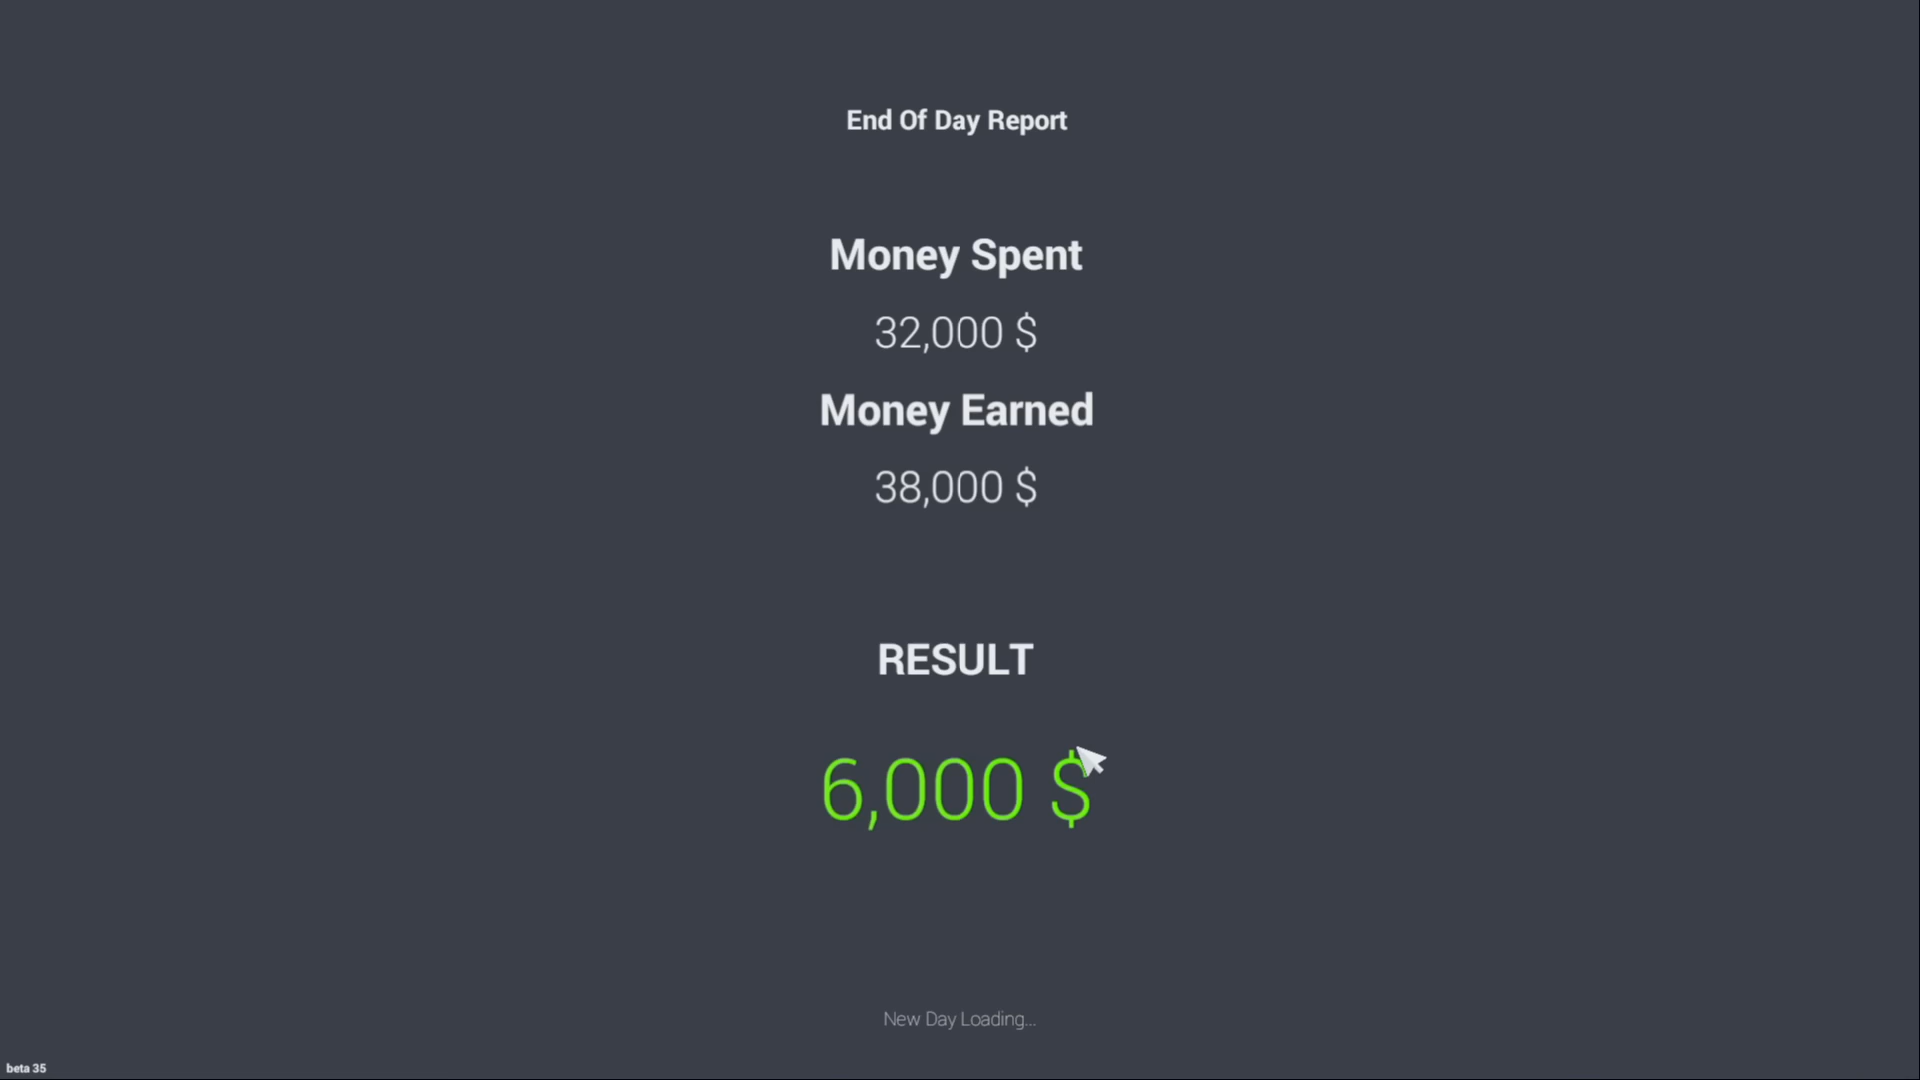 End Of Day Report
Money Spent
32,000 $
Money Earned
38,000 $
RESULT
6,000 $
New Day Loading...
beta 35